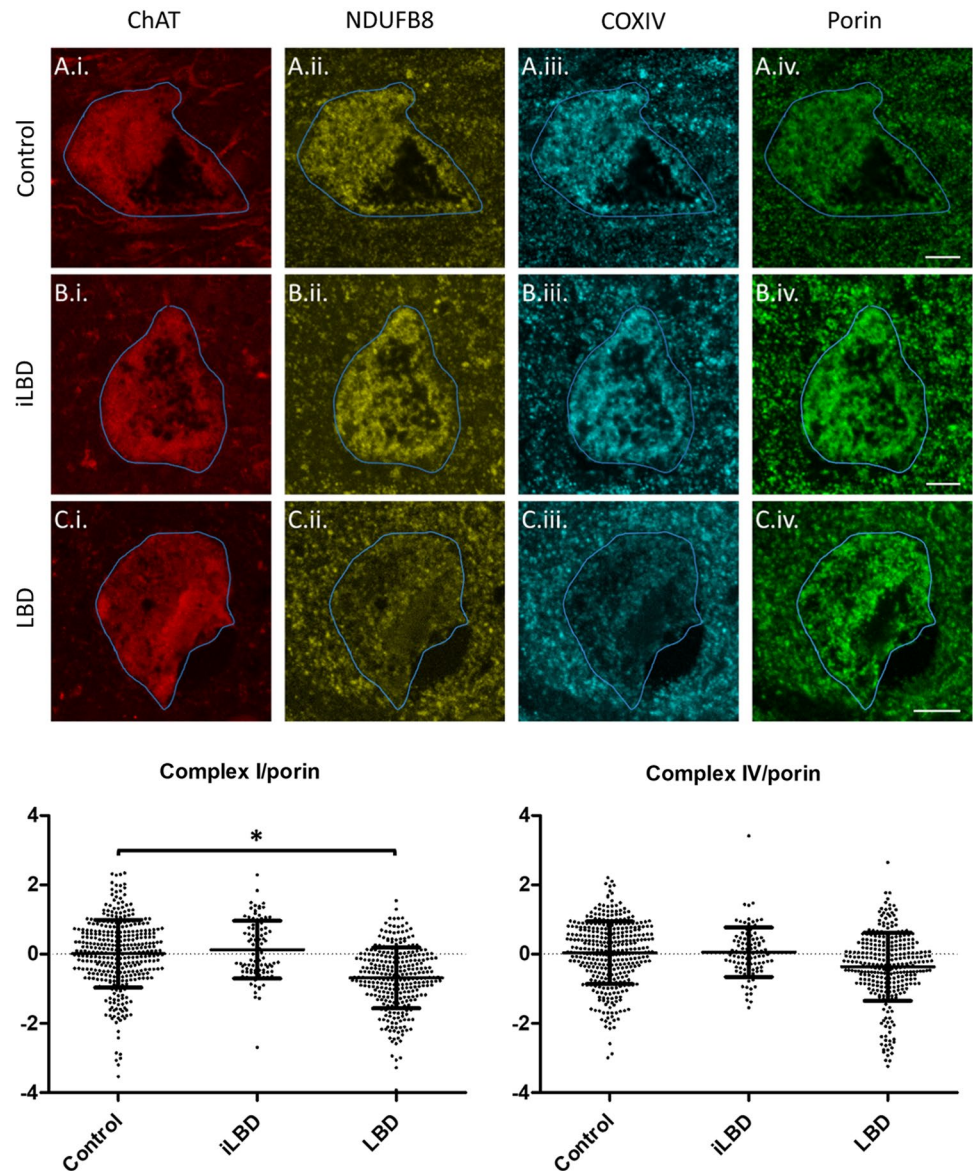 ChAT NDUFB8 COXIV Porin
Control
A.i. A.ii. A.iii. A.iv.
iLBD
B.i. B.ii. B.iii. B.iv.
LBD
C.i. C.ii. C.iii. C.iv.
Complex I/porin
4
2
0
-2
-4
*
Control iLBD LBD
Complex IV/porin
4
2
0
-2
-4
Control iLBD LBD